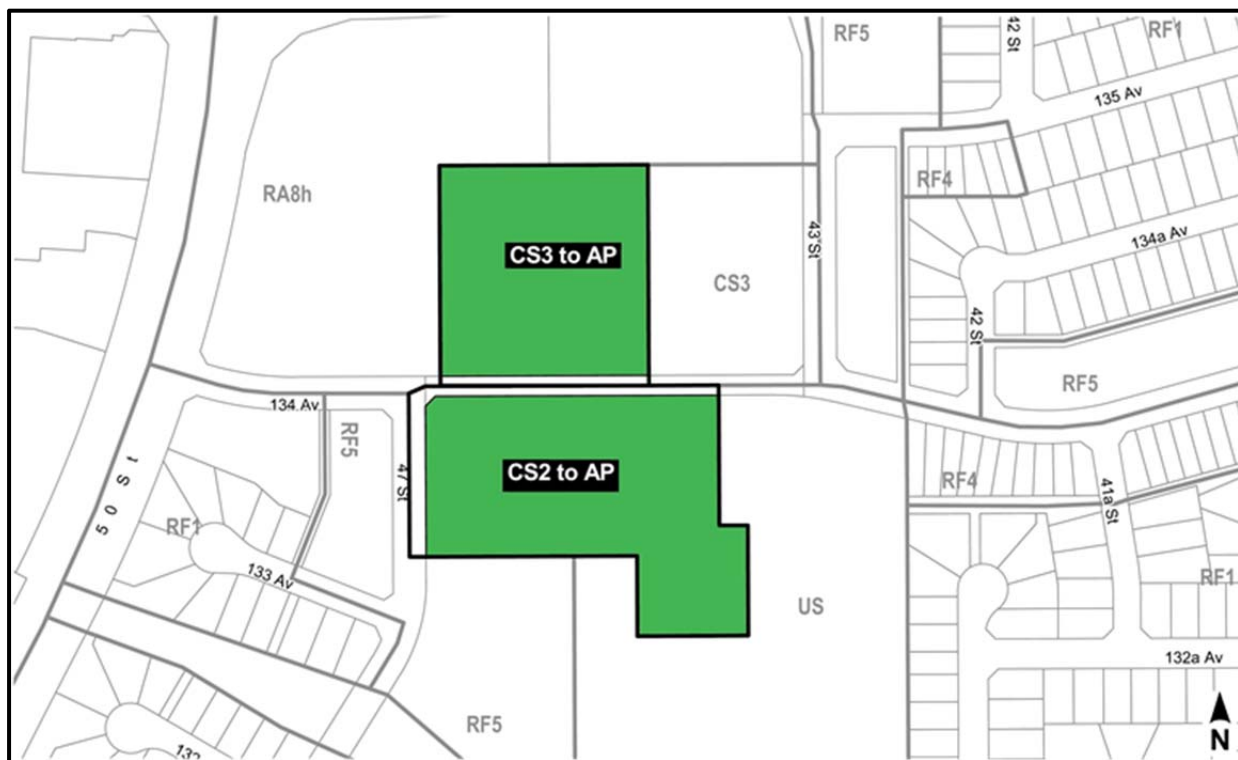 RF5
42 St
RF1
135 Av
RA8h
RF4
CS3 to AP
43 St
134a Av
CS3
42 St
RF5
134 Av
RF5
47 St
CS2 to AP
RF4
41a St
50 St
RF1
133 Av
RF1
US
132a Av
RF5
N